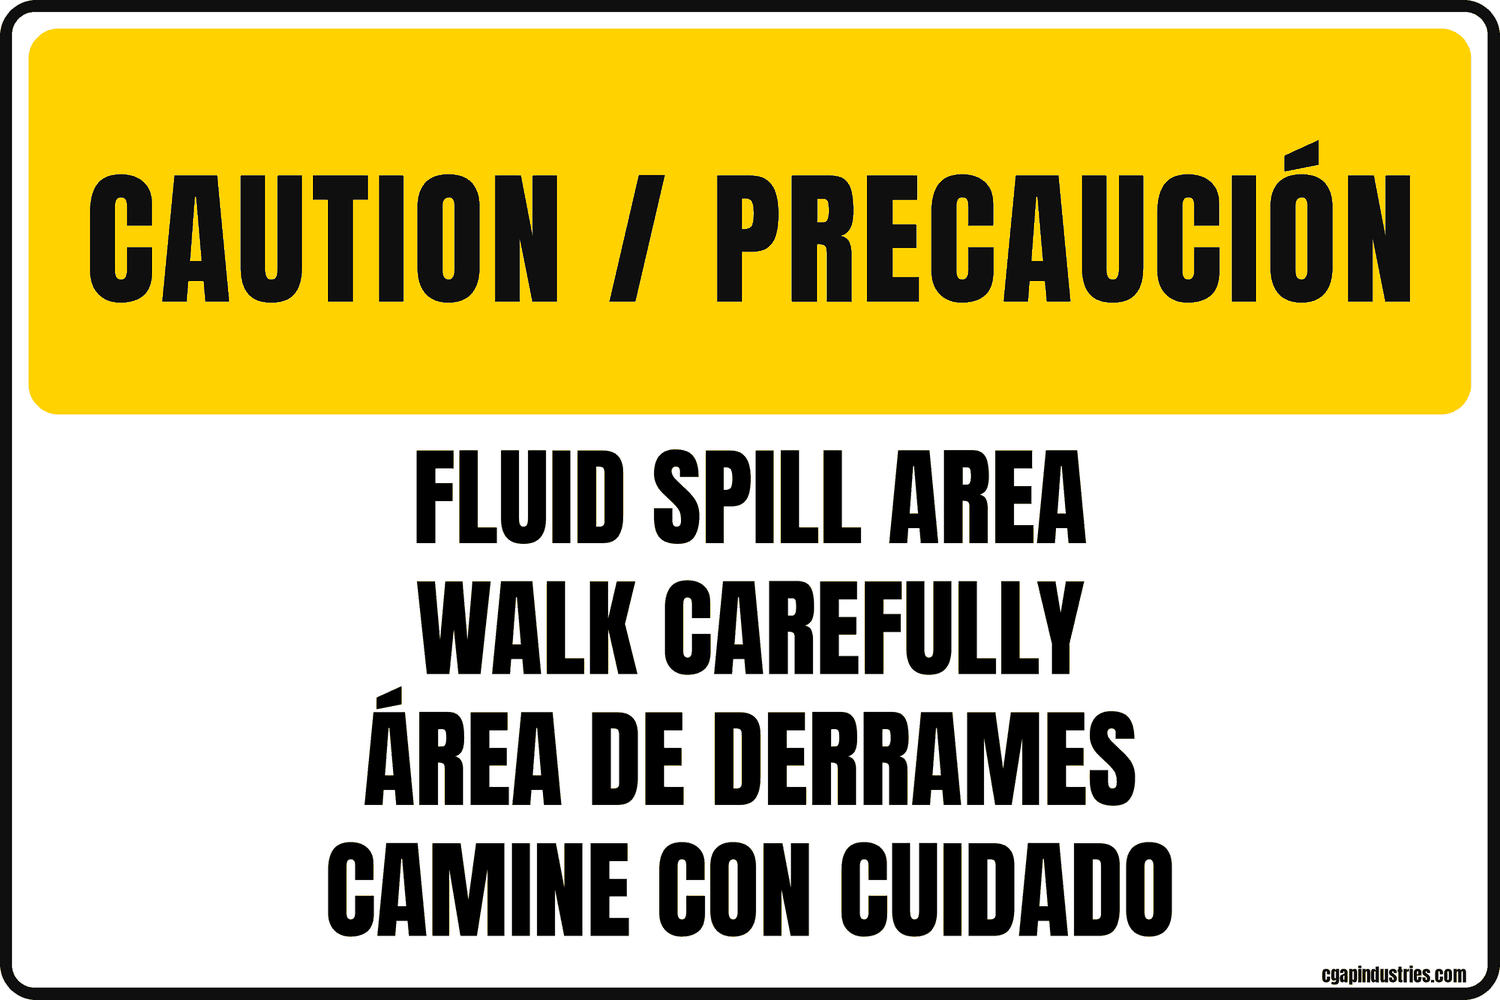 CAUTION / PRECAUCIÓN
FLUID SPILL AREA
WALK CAREFULLY
ÁREA DE DERRAMES
CAMINE CON CUIDADO
cgapindustries.com